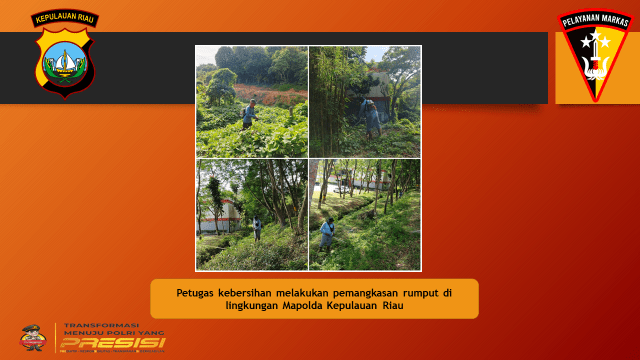 KEPULAUAN RIAU
PELAYANAN MARKAS
Petugas kebersihan melakukan pemangkasan rumput di
lingkungan Mapolda Kepulauan Riau
TRANSFORMASI
MENUJU POLRI YANG
PRESISI